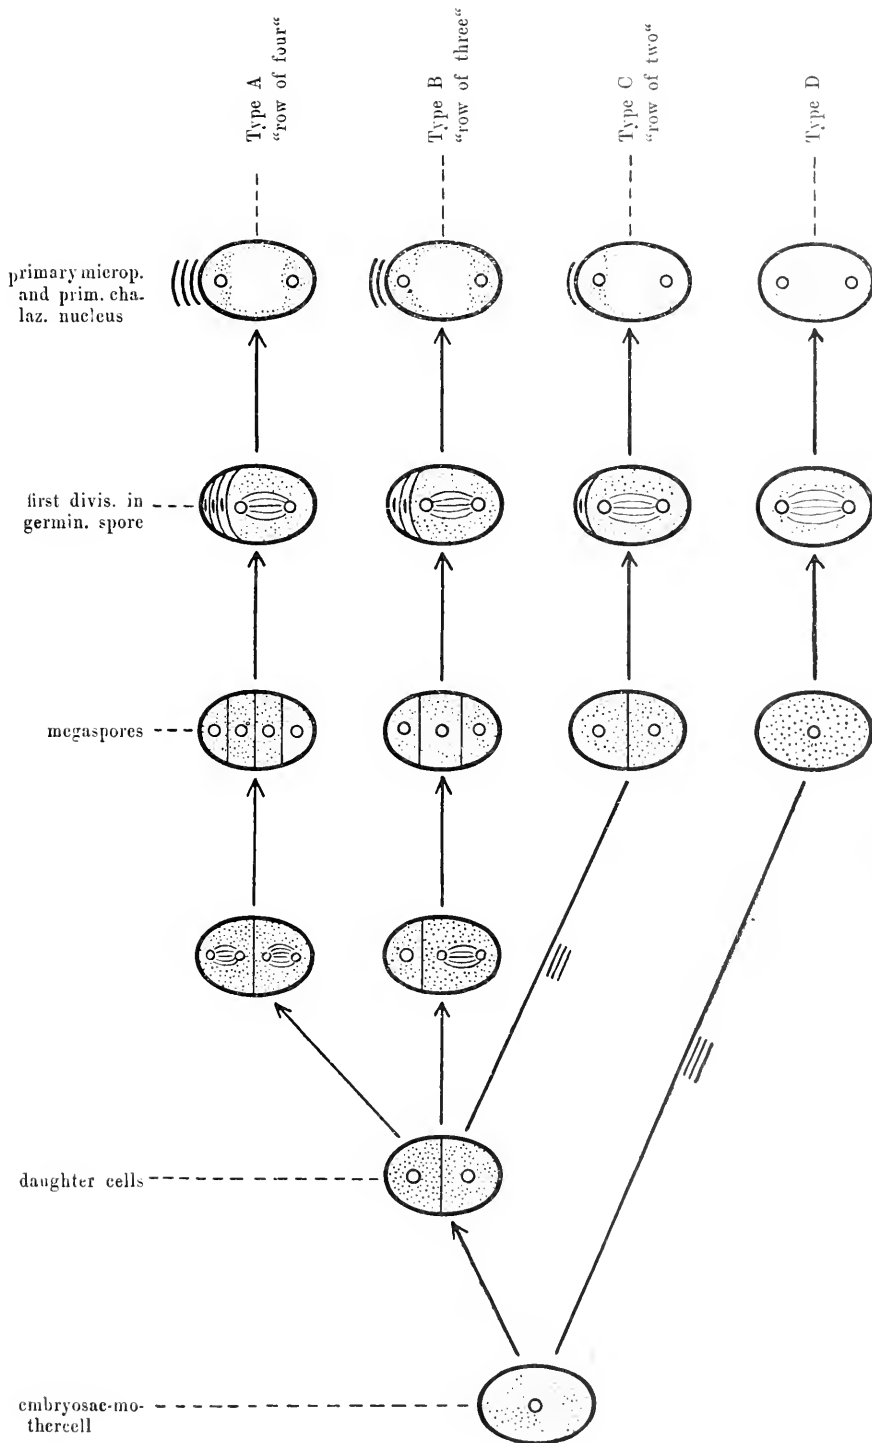 Type A
“row of four“
Type B
“row of three“
Type C
“row of two“
Type D
primary microp.
and prim. cha-
laz. nucleus
first divis. in
germin. spore
megaspores
daughter cells
embryosac-mo-
thercell